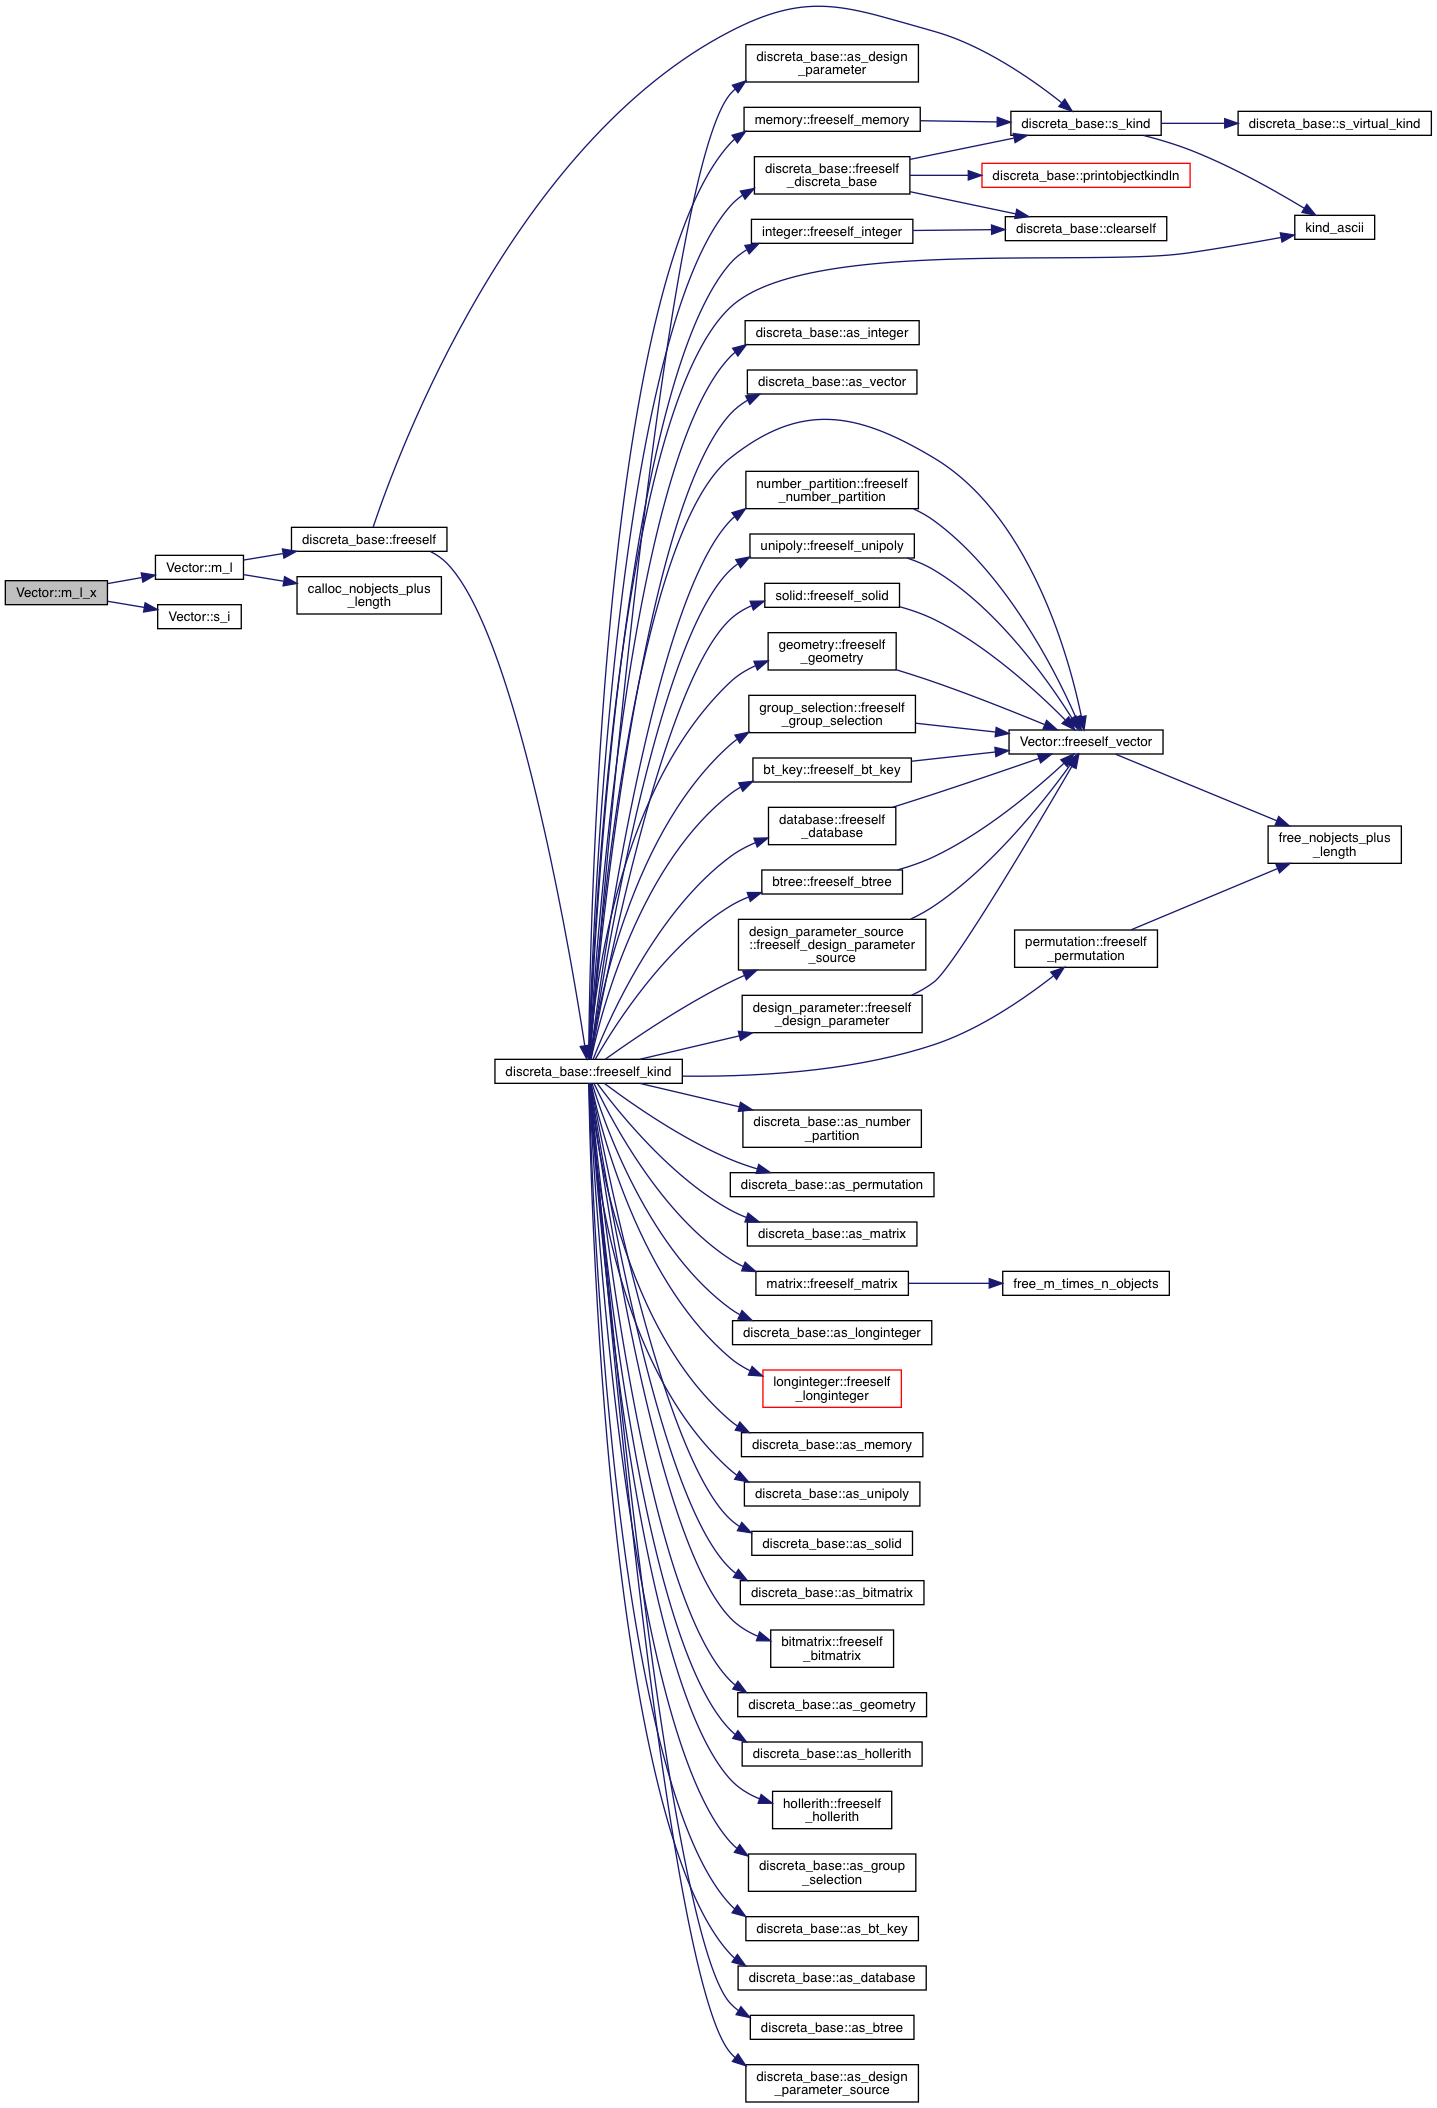 Vector::m_l_x
Vector::m_l
Vector::s_i
discreta_base::freeself
calloc_nobjects_plus
_length
discreta_base::freeself_kind
discreta_base::as_design
_parameter
memory::freeself_memory
discreta_base::freeself
_discreta_base
integer::freeself_integer
discreta_base::as_integer
discreta_base::as_vector
number_partition::freeself
_number_partition
unipoly::freeself_unipoly
solid::freeself_solid
geometry::freeself
_geometry
group_selection::freeself
_group_selection
bt_key::freeself_bt_key
database::freeself
_database
btree::freeself_btree
design_parameter_source
::freeself_design_parameter
_source
design_parameter::freeself
_design_parameter
discreta_base::as_number
_partition
discreta_base::as_permutation
discreta_base::as_matrix
matrix::freeself_matrix
discreta_base::as_longinteger
longinteger::freeself
_longinteger
discreta_base::as_memory
discreta_base::as_unipoly
discreta_base::as_solid
discreta_base::as_bitmatrix
bitmatrix::freeself
_bitmatrix
discreta_base::as_geometry
discreta_base::as_hollerith
hollerith::freeself
_hollerith
discreta_base::as_group
_selection
discreta_base::as_bt_key
discreta_base::as_database
discreta_base::as_btree
discreta_base::as_design
_parameter_source
discreta_base::s_kind
discreta_base::printobjectkindln
discreta_base::clearself
Vector::freeself_vector
permutation::freeself
_permutation
free_m_times_n_objects
discreta_base::s_virtual_kind
kind_ascii
free_nobjects_plus
_length